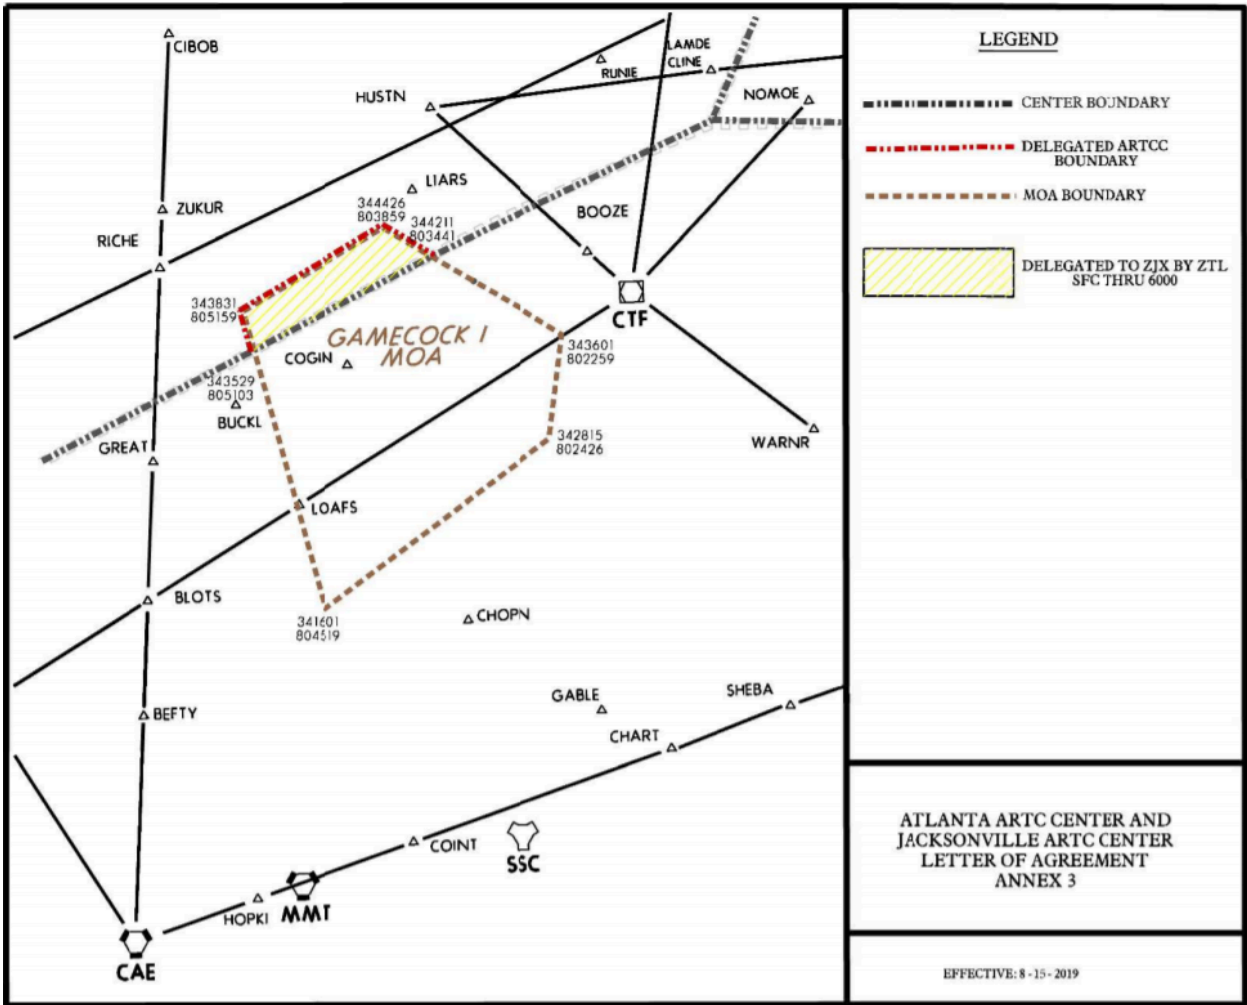 CIBOB
LAMDE
CLINE
RUNIE
HUSTN
NOMOE
LIARS
ZUKUR
344426
803859
344211
803441
BOOZE
RICHE
343831
805159
CTF
GAMECOCK I
MOA
COGIN
343601
802259
343529
805103
BUCKL
GREAT
342815
802426
WARNR
LOAFS
BLOTS
341601
804519
CHOPN
GABLE
SHEBA
BEFTY
CHART
COINT
SSC
HOPKI
MMT
CAE
LEGEND
CENTER BOUNDARY
DELEGATED ARTCC
BOUNDARY
MOA BOUNDARY
DELEGATED TO ZJX BY ZTL
SFC THRU 6000
ATLANTA ARTC CENTER AND
JACKSONVILLE ARTC CENTER
LETTER OF AGREEMENT
ANNEX 3
EFFECTIVE: 8 - 15 - 2019